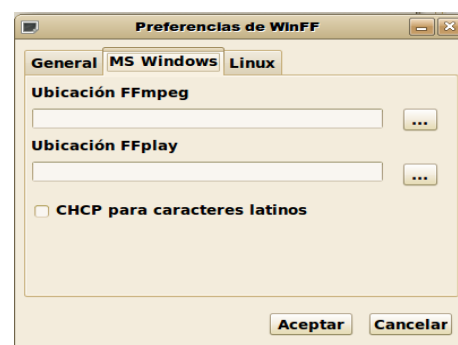 Preferencias de WinFF
General MS Windows Linux
Ubicación FFmpeg
...
Ubicación FFplay
...
CHCP para caracteres latinos
Aceptar Cancelar